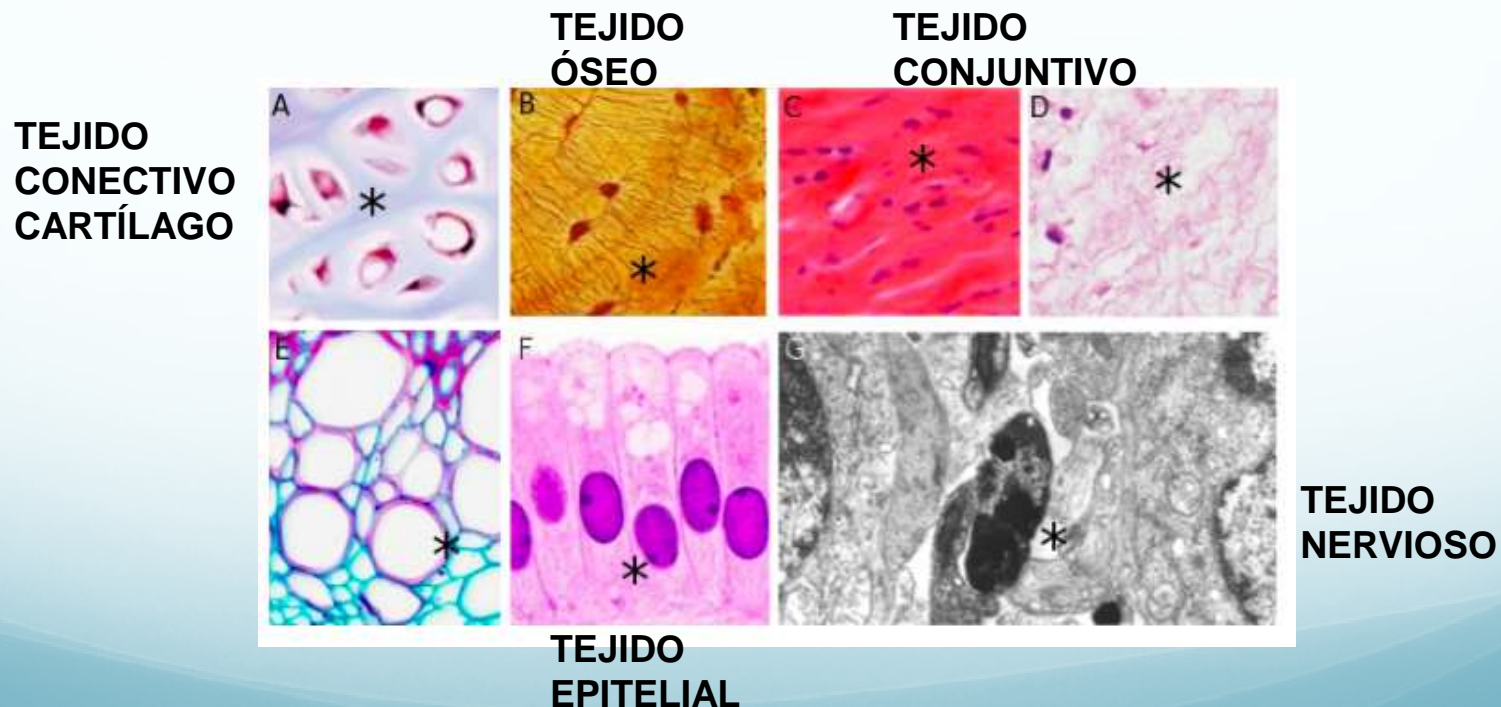 TEJIDO
ÓSEO
TEJIDO
CONJUNTIVO
TEJIDO
CONECTIVO
CARTÍLAGO
A
B
C
D
*
*
*
*
E
F
G
*
*
*
TEJIDO
NERVIOSO
TEJIDO
EPITELIAL